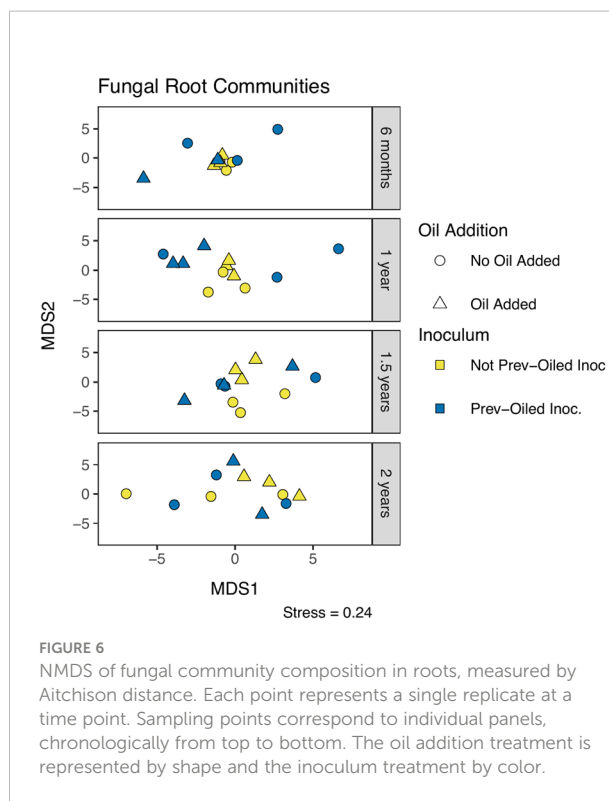 Fungal Root Communities
5
0
−5
6 months
5
0
−5
1 year
5
0
−5
1.5 years
5
0
−5
2 years
−5
0
5
MDS2
MDS1
Stress = 0.24
Oil Addition
No Oil Added
Oil Added
Inoculum
Not Prev−Oiled Inoc
Prev−Oiled Inoc.
FIGURE 6
NMDS of fungal community composition in roots, measured by
Aitchison distance. Each point represents a single replicate at a
time point. Sampling points correspond to individual panels,
chronologically from top to bottom. The oil addition treatment is
represented by shape and the inoculum treatment by color.